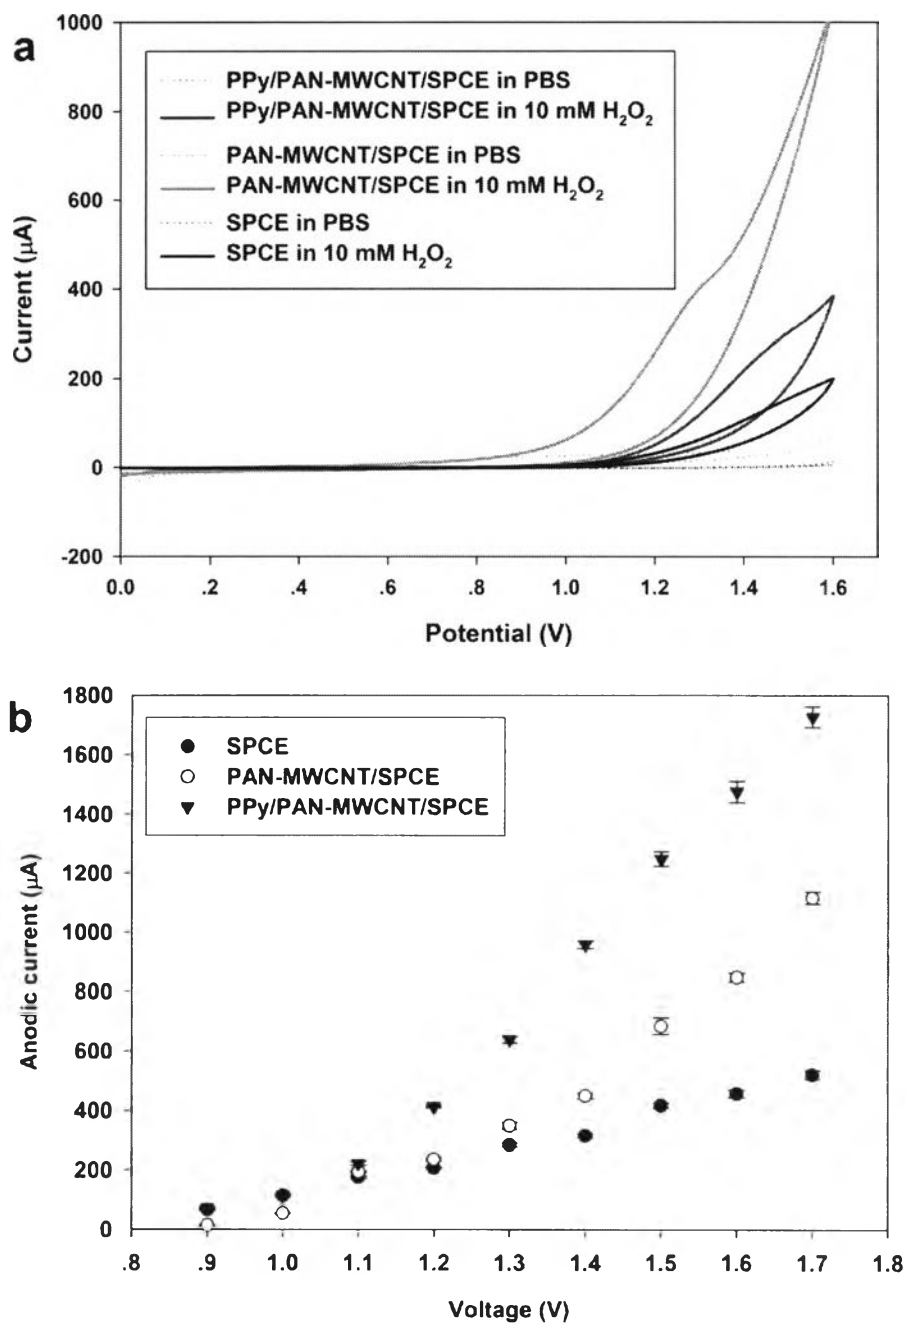 a
1000
800
600
400
200
0
-200
Current (μA)
PPy/PAN-MWCNT/SPCE in PBS
PPy/PAN-MWCNT/SPCE in 10 mM H₂O₂
PAN-MWCNT/SPCE in PBS
PAN-MWCNT/SPCE in 10 mM H₂O₂
SPCE in PBS
SPCE in 10 mM H₂O₂
0.0 .2 .4 .6 .8 1.0 1.2 1.4 1.6
Potential (V)
b
1800
1600
1400
1200
1000
800
600
400
200
0
Anodic current (μA)
SPCE
PAN-MWCNT/SPCE
PPy/PAN-MWCNT/SPCE
.8 .9 1.0 1.1 1.2 1.3 1.4 1.5 1.6 1.7 1.8
Voltage (V)